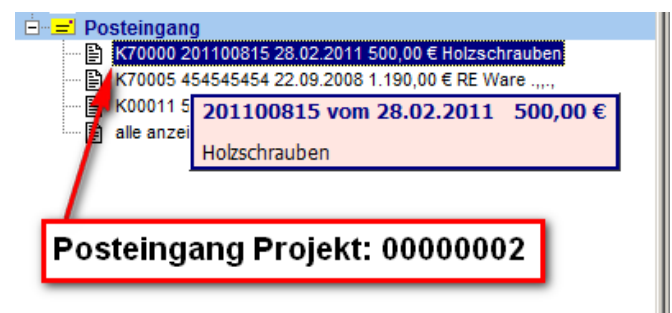 Posteingang
K70000 201100815 28.02.2011 500,00 € Holzschrauben
K70005 454545454 22.09.2008 1.190,00 € RE Ware .,,.,
K00011 5
201100815 vom 28.02.2011 500,00 €
alle anzei
Holzschrauben
Posteingang Projekt: 00000002